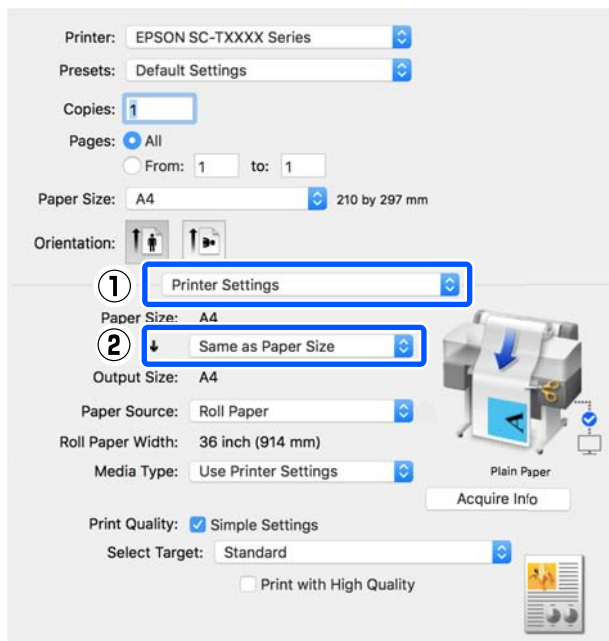 Printer: EPSON SC-TXXXX Series
Presets: Default Settings
Copies: 1
Pages: All
From: 1 to: 1
Paper Size: A4 210 by 297 mm
Orientation:
① Printer Settings
Paper Size: A4
② Same as Paper Size
Output Size: A4
Paper Source: Roll Paper
Roll Paper Width: 36 inch (914 mm)
Media Type: Use Printer Settings
Plain Paper
Acquire Info
Print Quality: Simple Settings
Select Target: Standard
Print with High Quality
A